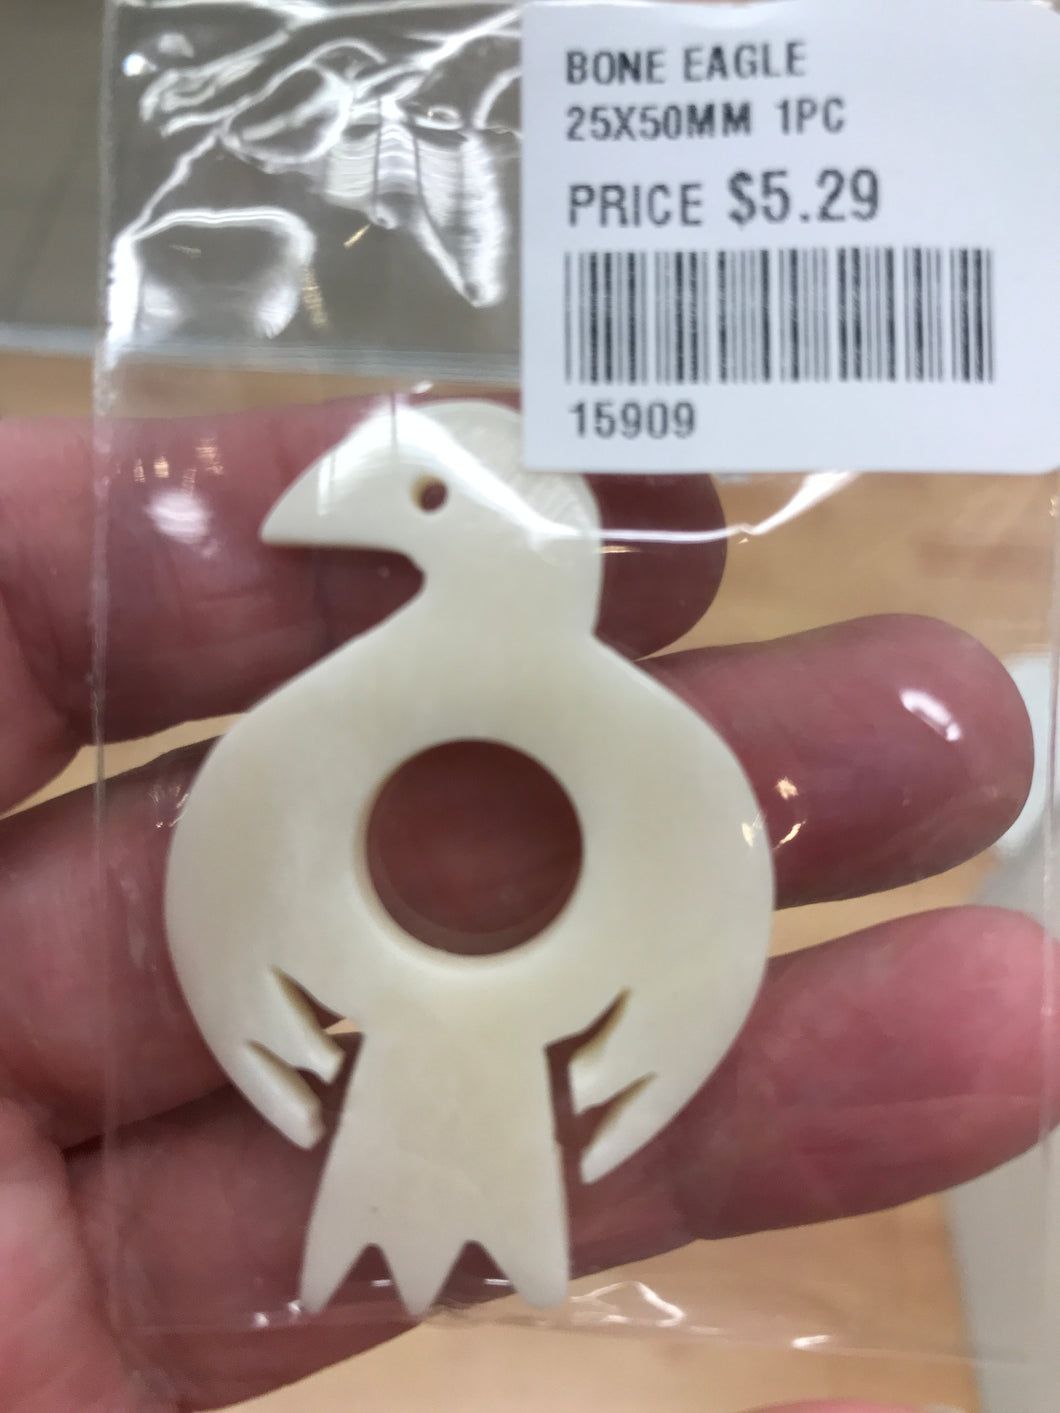 BONE EAGLE
25X50MM 1PC
PRICE $5.29
15909